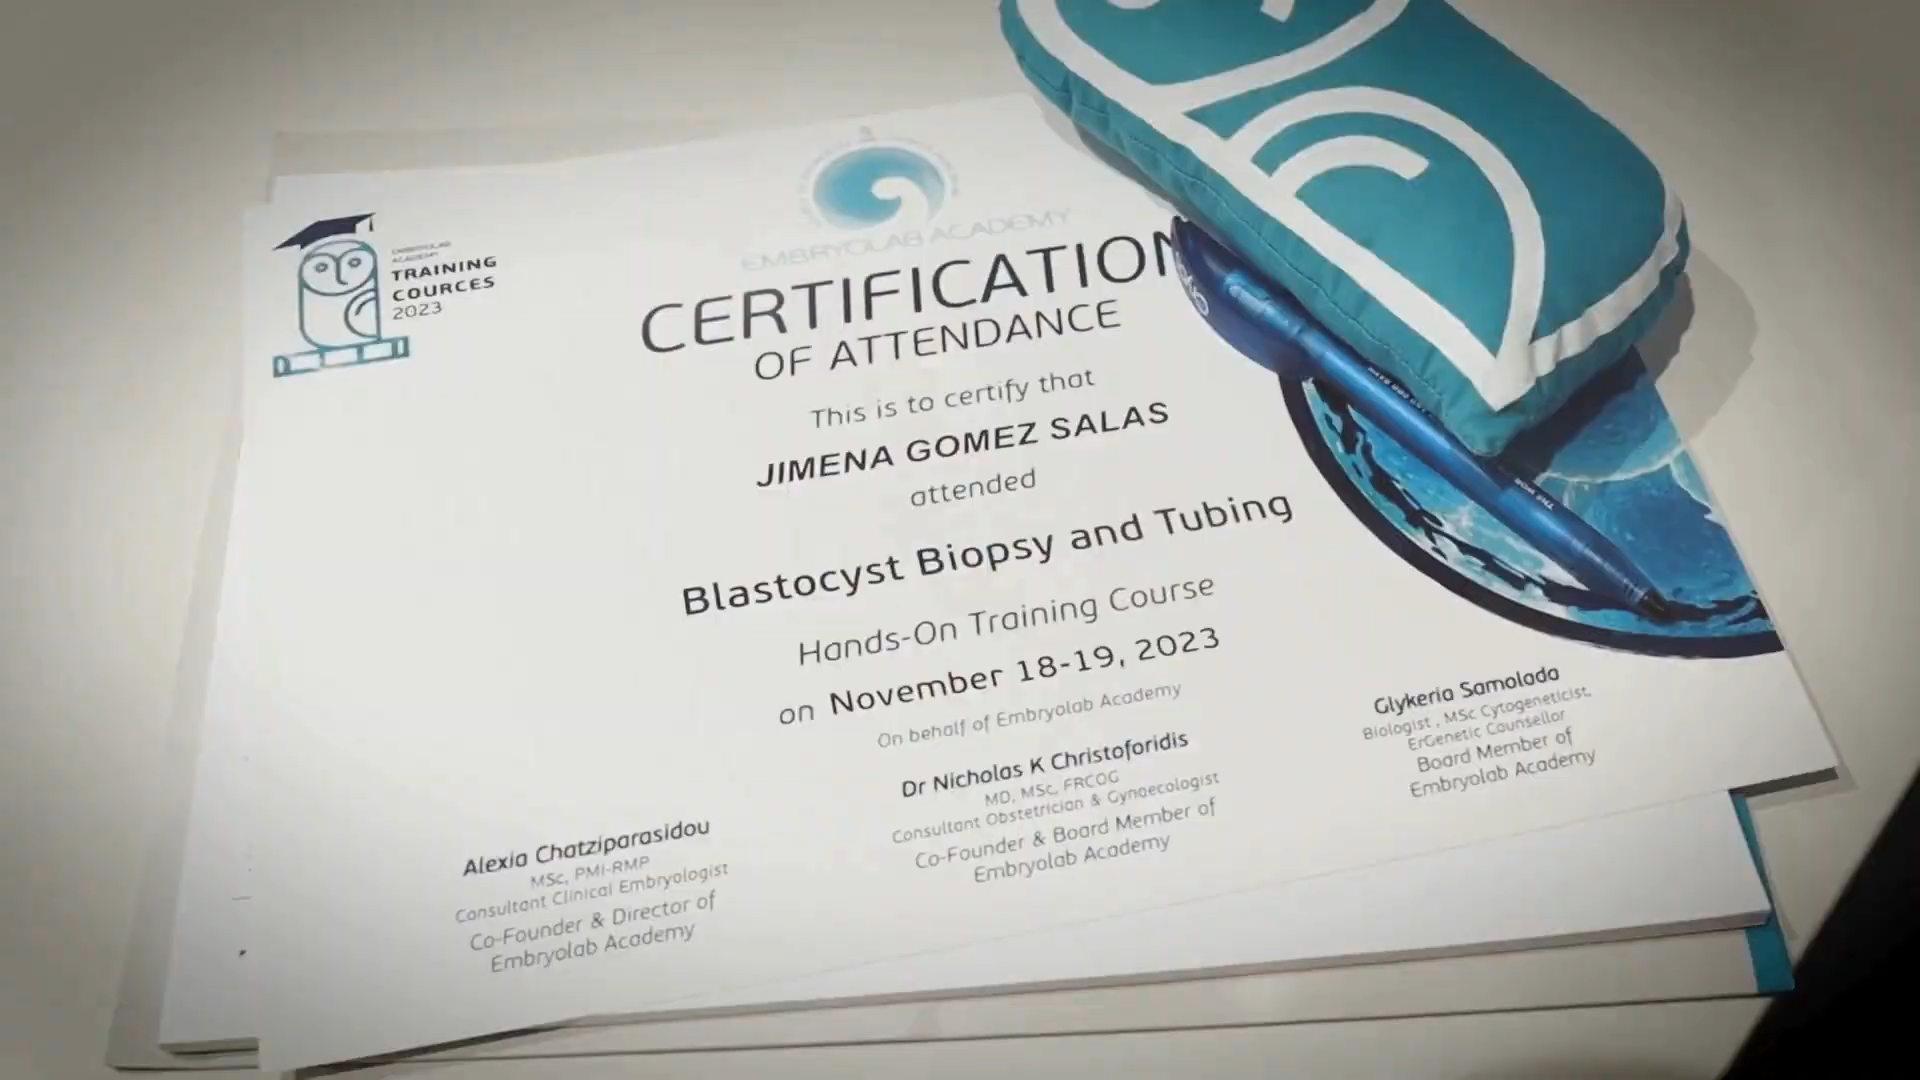 EMBRYOLAB
ACADEMY
TRAINING
COURCES
2023
EMBRYOLAB ACADEMY
CERTIFICATION
OF ATTENDANCE
This is to certify that
JIMENA GOMEZ SALAS
attended
Blastocyst Biopsy and Tubing
Hands-On Training Course
on November 18-19, 2023
On behalf of Embryolab Academy
Alexia Chatziparasidou
MSc, PMI-RMP
Consultant Clinical Embryologist
Co-Founder & Director of
Embryolab Academy
Dr Nicholas K Christoforidis
MD, MSc, FRCOG
Consultant Obstetrician & Gynaecologist
Co-Founder & Board Member of
Embryolab Academy
Glykeria Samolada
Biologist , MSc Cytogeneticist,
ErGenetic Counsellor
Board Member of
Embryolab Academy